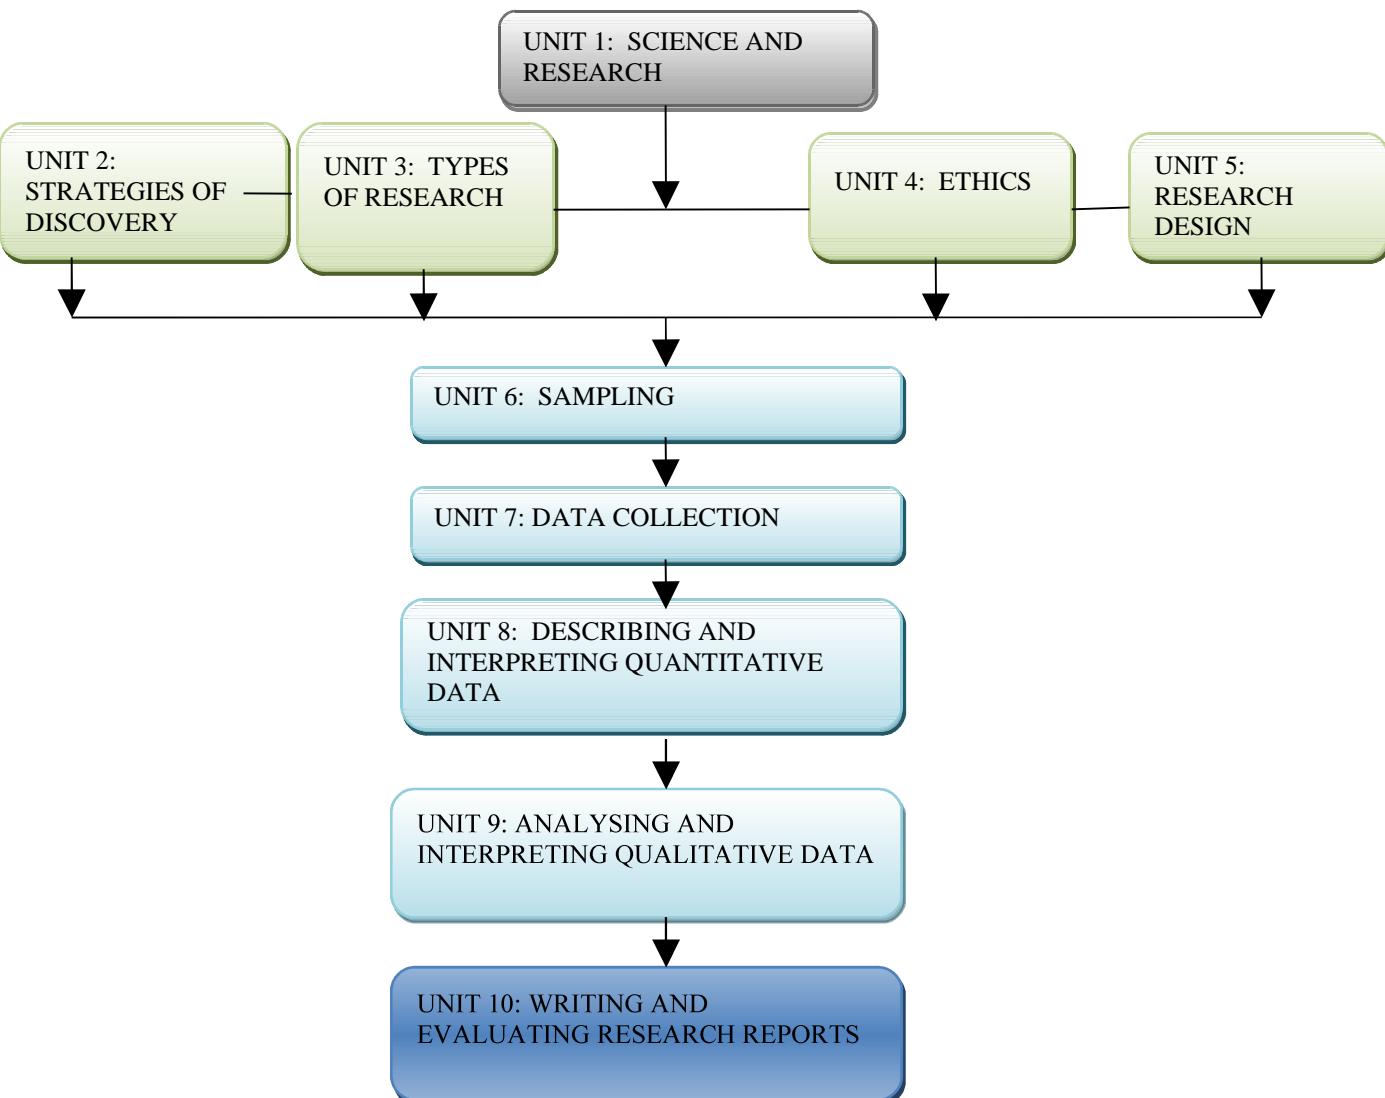 UNIT 1:  SCIENCE AND
RESEARCH
UNIT 2:
STRATEGIES OF
DISCOVERY
UNIT 3:  TYPES
OF RESEARCH
UNIT 4:  ETHICS
UNIT 5:
RESEARCH
DESIGN
UNIT 6:  SAMPLING
UNIT 7: DATA COLLECTION
UNIT 8:  DESCRIBING AND
INTERPRETING QUANTITATIVE
DATA
UNIT 9: ANALYSING AND
INTERPRETING QUALITATIVE DATA
UNIT 10: WRITING AND
EVALUATING RESEARCH REPORTS